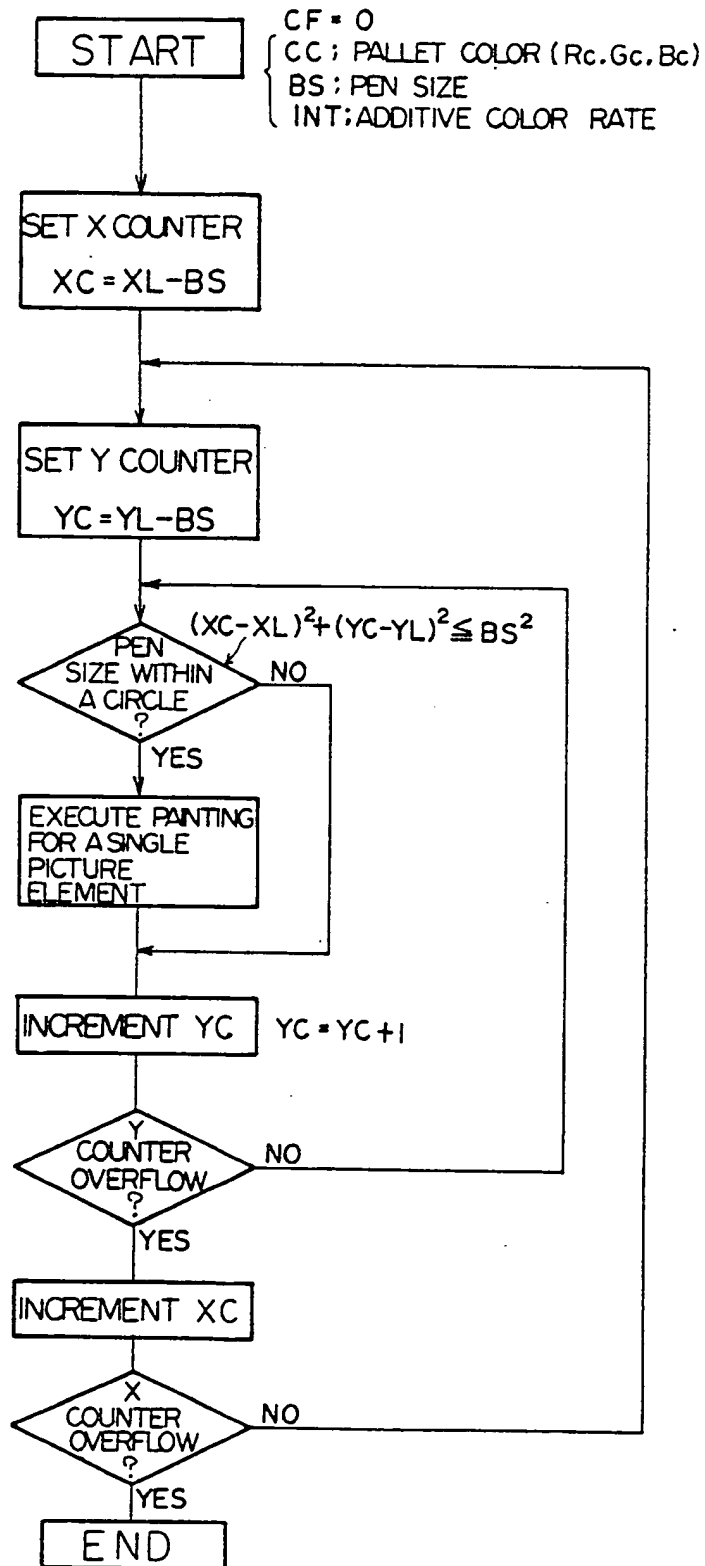 START
CF = 0
CC; PALLET COLOR (Rc.Gc.Bc)
BS; PEN SIZE
INT; ADDITIVE COLOR RATE
SET X COUNTER
XC = XL-BS
SET Y COUNTER
YC = YL-BS
(XC-XL)²+(YC-YL)² ≦ BS²
PEN
SIZE WITHIN
A CIRCLE
?
NO
YES
EXECUTE PAINTING
FOR A SINGLE
PICTURE
ELEMENT
INCREMENT YC
YC = YC +1
Y
COUNTER
OVERFLOW
?
NO
YES
INCREMENT XC
X
COUNTER
OVERFLOW
?
NO
YES
END